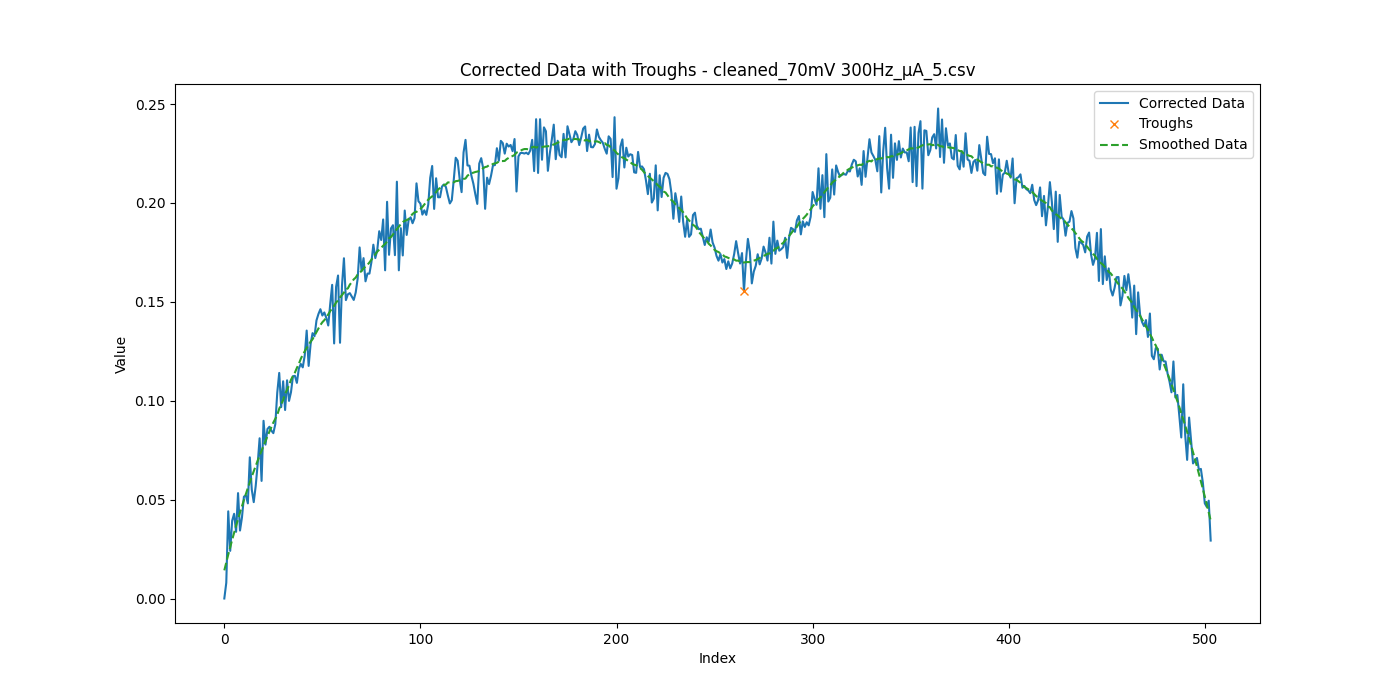 Corrected Data with Troughs - cleaned_70mV 300Hz_µA_5.csv
Corrected Data
Troughs
Smoothed Data
0.25
0.20
0.15
0.10
0.05
0.00
Value
0 100 200 300 400 500
Index